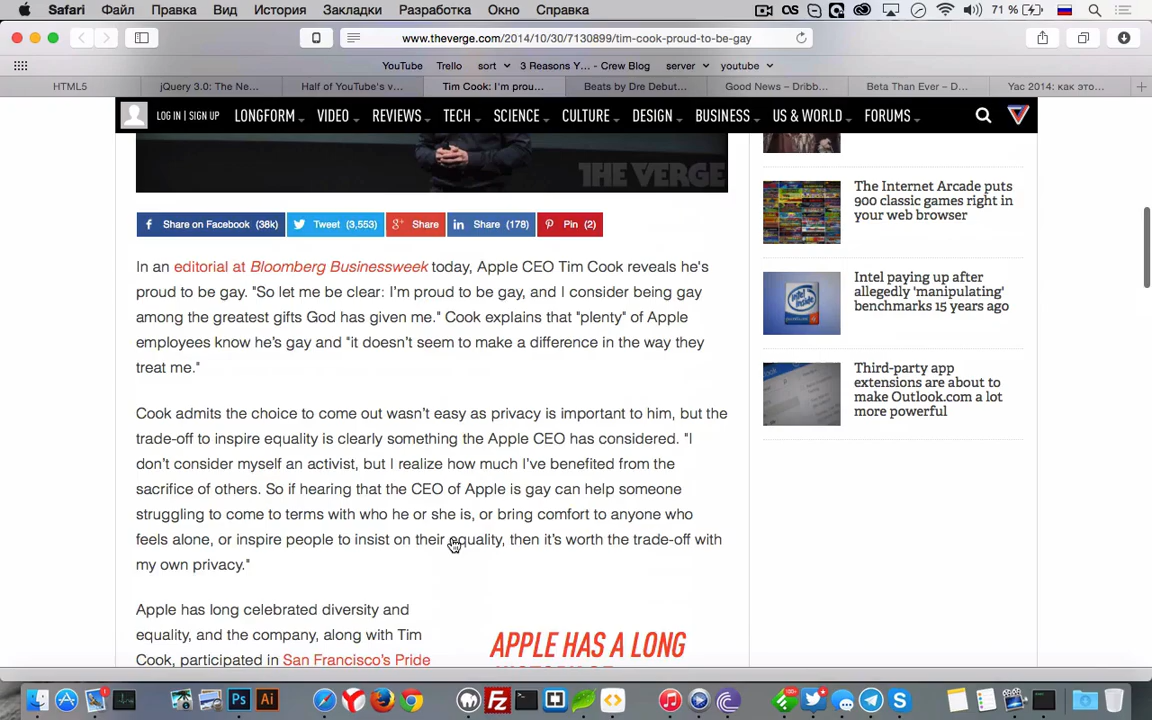 Safari Файл Правка Вид История Закладки Разработка Окно Справка 71 %
www.theverge.com/2014/10/30/7130899/tim-cook-proud-to-be-gay
YouTube Trello sort 3 Reasons Y… - Crew Blog server youtube
HTML5 jQuery 3.0: The Ne... Half of YouTube's v... Tim Cook: I'm prou... Beats by Dre Debut... Good News – Dribb... Beta Than Ever – D... Yac 2014: как это...
LOG IN | SIGN UP LONGFORM VIDEO REVIEWS TECH SCIENCE CULTURE DESIGN BUSINESS US & WORLD FORUMS
THE VERGE
Share on Facebook (38k) Tweet (3,553) Share Share (178) Pin (2)
In an editorial at Bloomberg Businessweek today, Apple CEO Tim Cook reveals he's
proud to be gay. "So let me be clear: I'm proud to be gay, and I consider being gay
among the greatest gifts God has given me." Cook explains that "plenty" of Apple
employees know he's gay and "it doesn't seem to make a difference in the way they
treat me."
Cook admits the choice to come out wasn't easy as privacy is important to him, but the
trade-off to inspire equality is clearly something the Apple CEO has considered. "I
don't consider myself an activist, but I realize how much I've benefited from the
sacrifice of others. So if hearing that the CEO of Apple is gay can help someone
struggling to come to terms with who he or she is, or bring comfort to anyone who
feels alone, or inspire people to insist on their equality, then it's worth the trade-off with
my own privacy."
Apple has long celebrated diversity and
equality, and the company, along with Tim
Cook, participated in San Francisco's Pride
APPLE HAS A LONG
The Internet Arcade puts
900 classic games right in
your web browser
Intel paying up after
allegedly 'manipulating'
benchmarks 15 years ago
Third-party app
extensions are about to
make Outlook.com a lot
more powerful